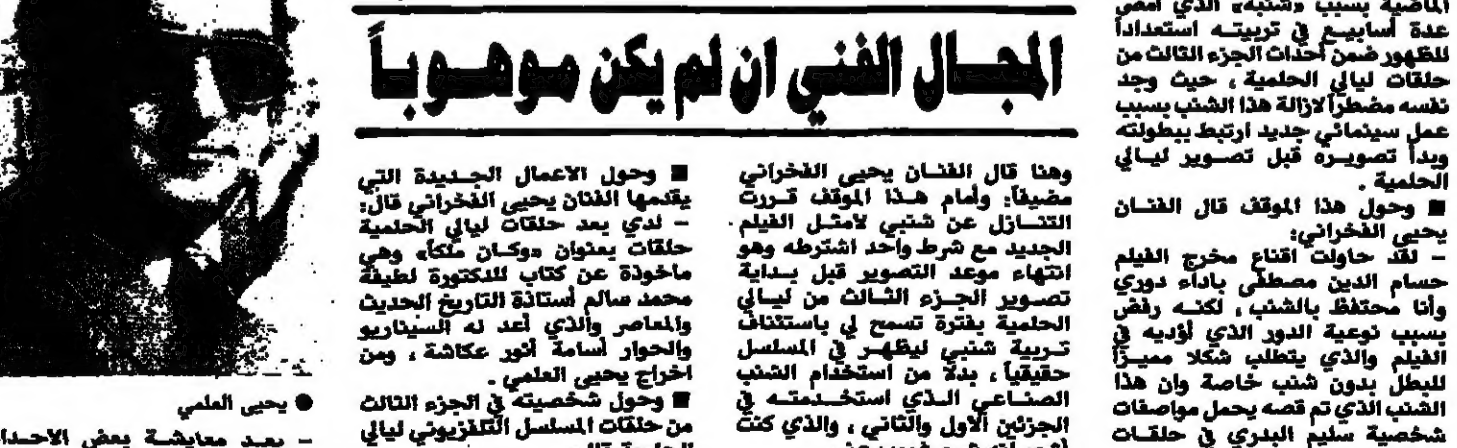 المجال الفني ان لم يكن موهوباً
الماضية بسبب «شنبه» الذي امضى
عدة أسابيع في تربيته استعداداً
للظهور ضمن أحداث الجزء الثالث من
حلقات ليالي الحلمية ، حيث وجد
نفسه مضطراً لازالة هذا الشنب بسبب
عمل سينمائي جديد ارتبط ببطولته
وبدأ تصويره قبل تصوير ليالي
الحلمية .
■ وحول هذا الموقف قال الفنان
يحيى الفخراني:
– لقد حاولت اقناع مخرج الفيلم
حسام الدين مصطفى باداء دوري
وأنا محتفظ بالشنب ، لكنه رفض
بسبب نوعية الدور الذي أؤديه في
الفيلم والذي يتطلب شكلا مميزاً
للبطل بدون شنب خاصة وان هذا
الشنب الذي تم قصه يحمل مواصفات
شخصية سليم البدري في حلقات
وهنا قال الفنان يحيى الفخراني
مضيفاً: وأمام هذا الموقف قررت
التنازل عن شنبي لأمثل الفيلم
الجديد مع شرط واحد اشترطه وهو
انتهاء موعد التصوير قبل بداية
تصوير الجزء الثالث من ليالي
الحلمية بفترة تسمح لي باستئناف
تربية شنبي ليظهر في المسلسل
حقيقياً ، بدلا من استخدام الشنب
الصناعي الذي استخدمته في
الجزئين الأول والثاني ، والذي كنت
■ وحول الاعمال الجديدة التي
يقدمها الفنان يحيى الفخراني قال:
– لدي بعد حلقات ليالي الحلمية
حلقات بعنوان «وكان ملكاً» وهي
ماخوذة عن كتاب للدكتورة لطيفة
محمد سالم أستاذة التاريخ الحديث
والمعاصر والذي أعد له السيناريو
والحوار أسامة أنور عكاشة ، ومن
اخراج يحيى العلمي .
■ وحول شخصيته في الجزء الثالث
من حلقات المسلسل التلفزيوني ليالي
● يحيى العلمي
– بعد معايشة بعض الاحداث